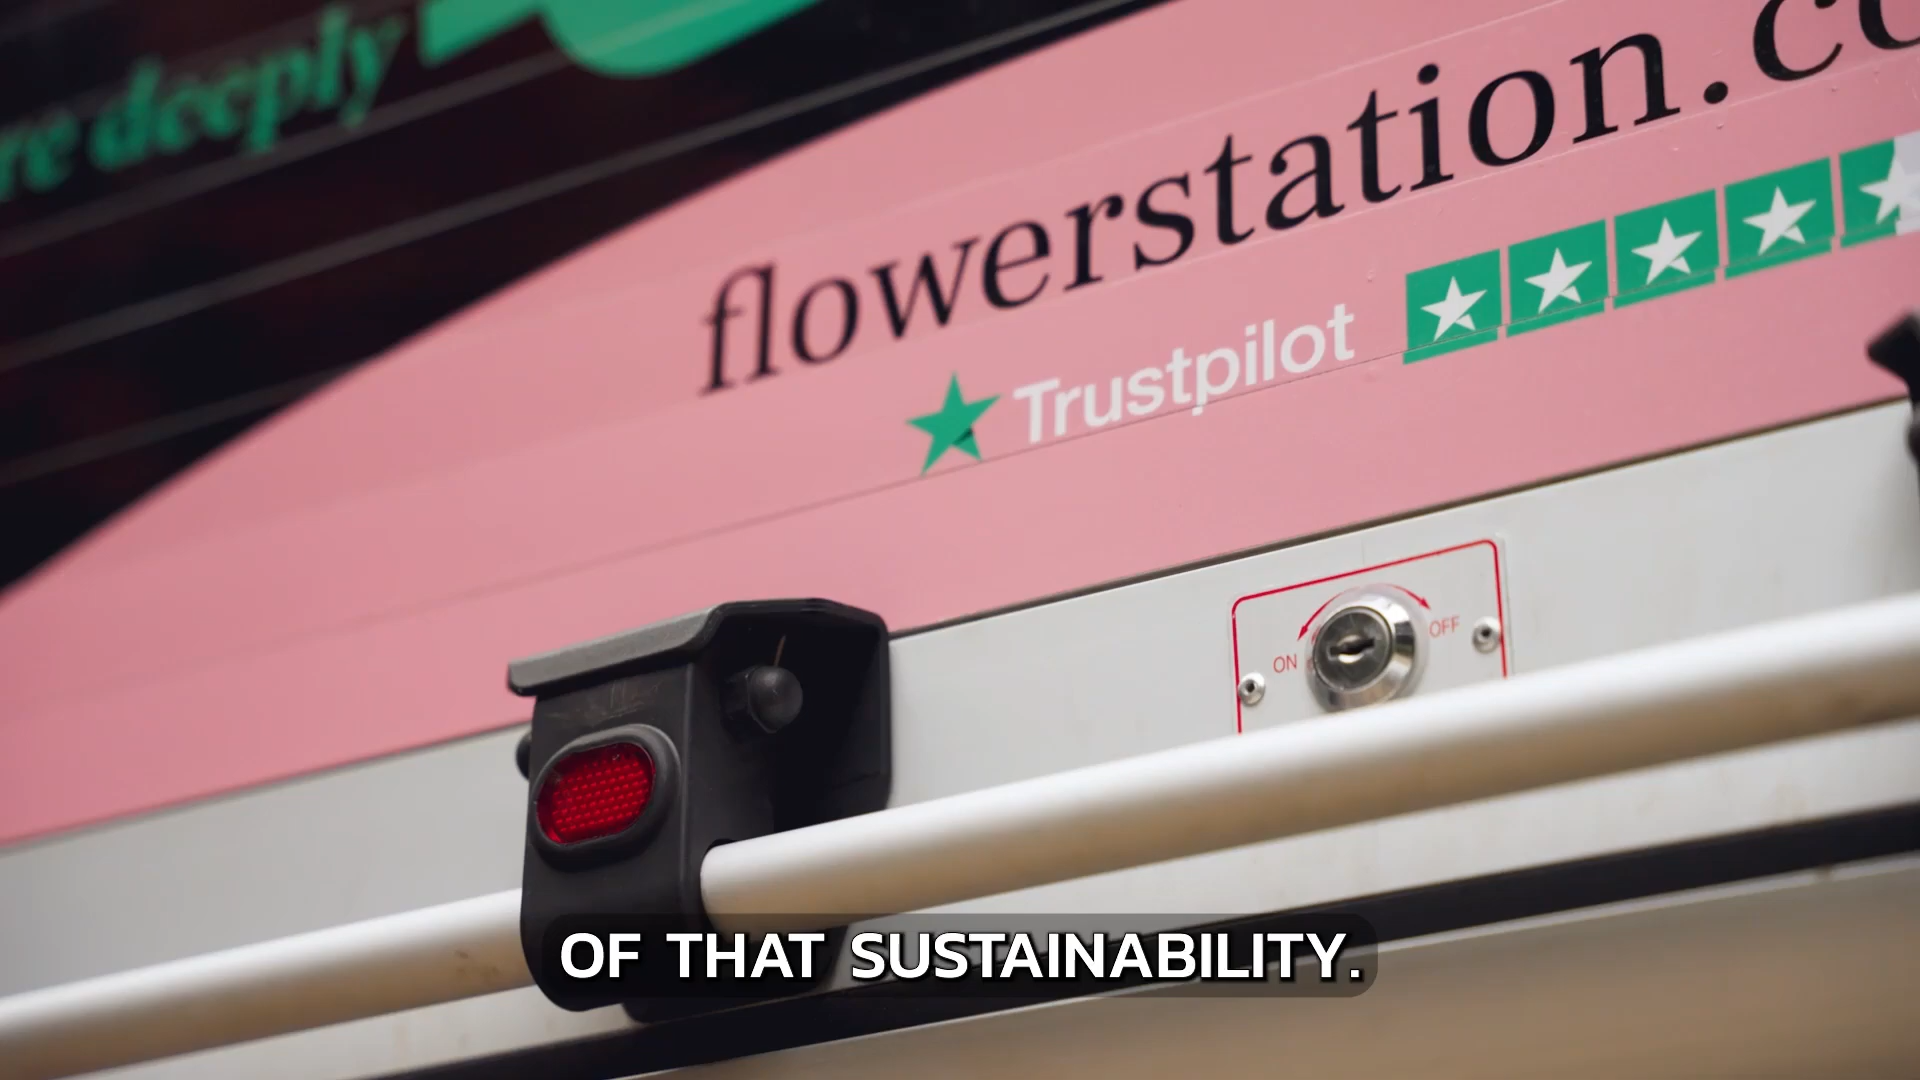 re deeply
flowerstation.co
Trustpilot
ON
OFF
OF THAT SUSTAINABILITY.